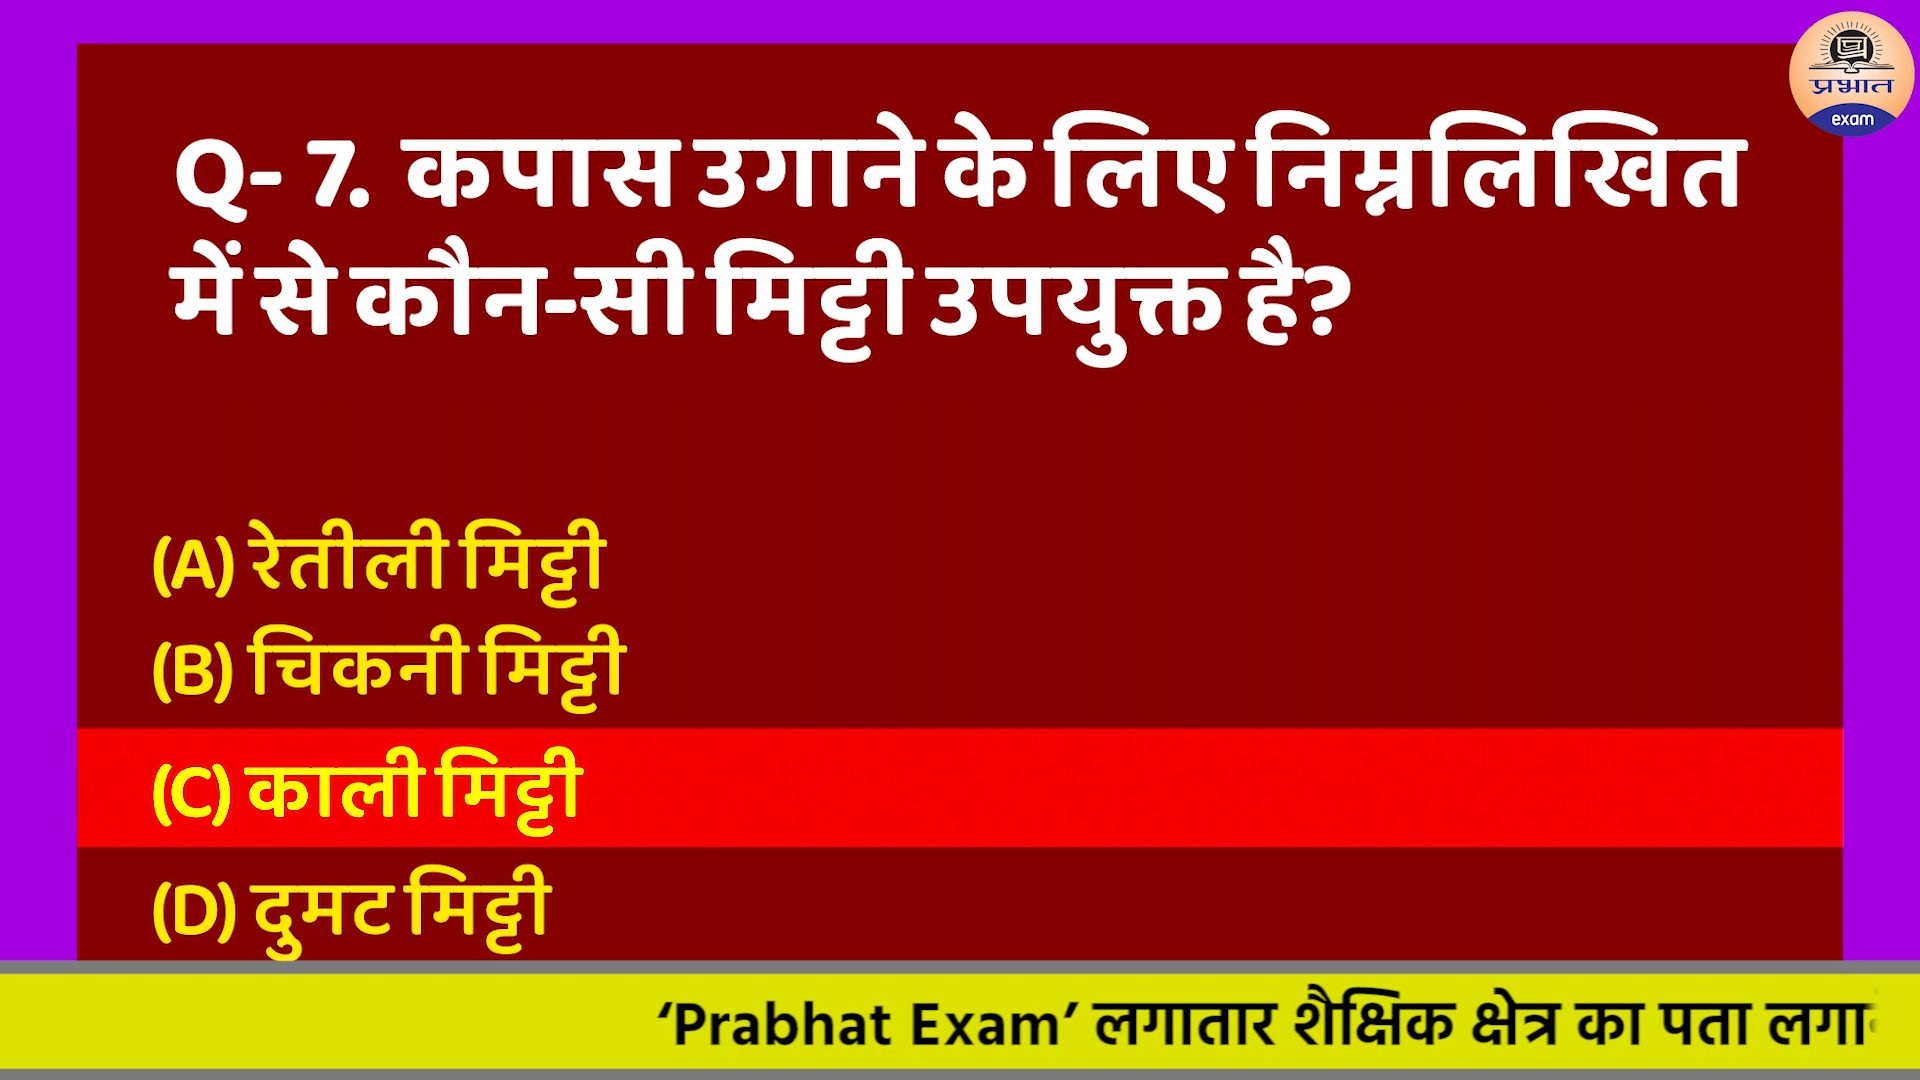 प्रभात
exam
Q- 7. कपास उगाने के लिए निम्नलिखित
में से कौन-सी मिट्टी उपयुक्त है?
(A) रेतीली मिट्टी
(B) चिकनी मिट्टी
(C) काली मिट्टी
(D) दुमट मिट्टी
‘Prabhat Exam’ लगातार शैक्षिक क्षेत्र का पता